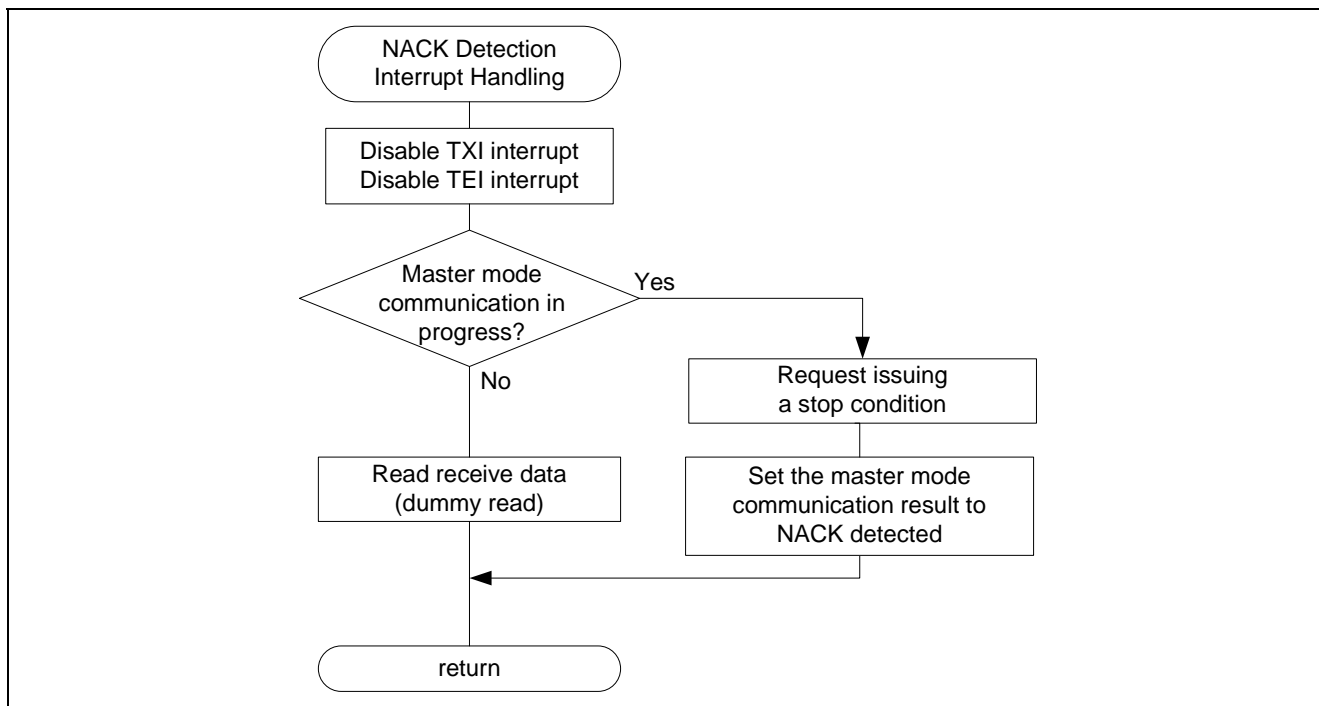 NACK Detection
Interrupt Handling
Disable TXI interrupt
Disable TEI interrupt
Master mode
communication in
progress?
Yes
No
Request issuing
a stop condition
Read receive data
(dummy read)
Set the master mode
communication result to
NACK detected
return